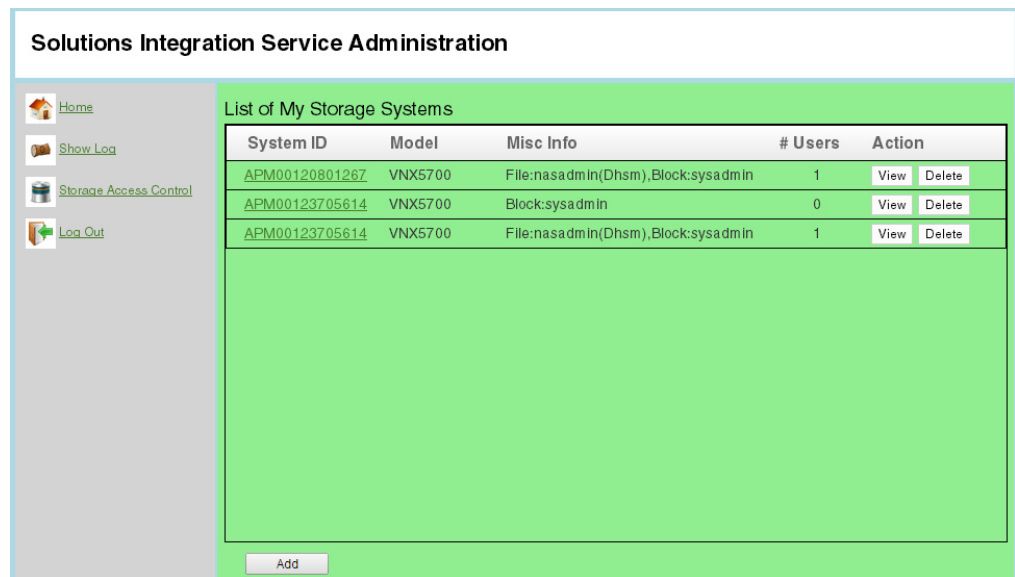 Solutions Integration Service Administration
Home
Show Log
Storage Access Control
Log Out
List of My Storage Systems
System ID Model Misc Info # Users Action
APM00120801267 VNX5700 File:nasadmin(Dhsm),Block:sysadmin 1 View Delete
APM00123705614 VNX5700 Block:sysadmin 0 View Delete
APM00123705614 VNX5700 File:nasadmin(Dhsm),Block:sysadmin 1 View Delete
Add